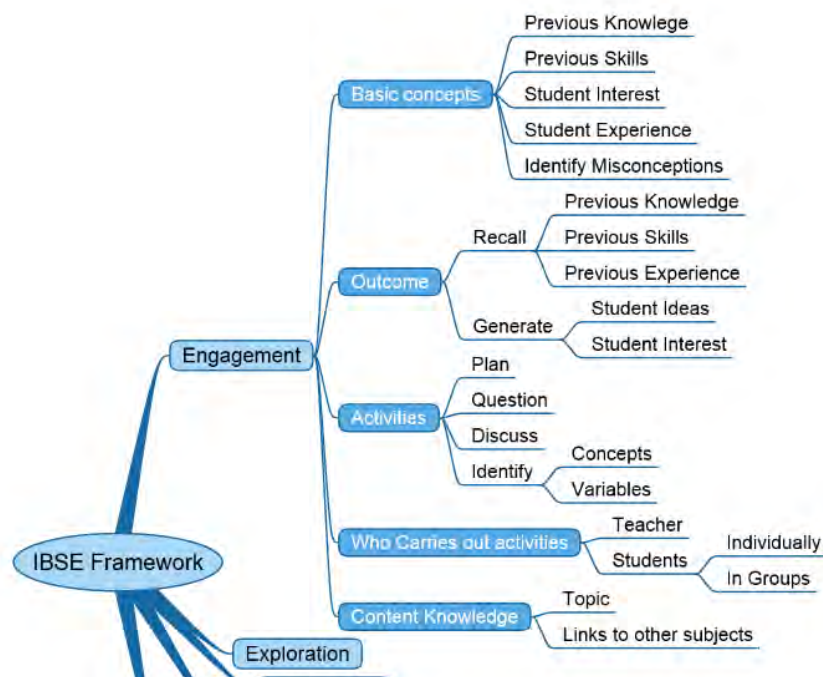 IBSE Framework
Engagement
Basic concepts
Previous Knowlege
Previous Skills
Student Interest
Student Experience
Identify Misconceptions
Outcome
Recall
Previous Knowledge
Previous Skills
Previous Experience
Generate
Student Ideas
Student Interest
Activities
Plan
Question
Discuss
Identify
Concepts
Variables
Who Carries out activities
Teacher
Students
Individually
In Groups
Content Knowledge
Topic
Links to other subjects
Exploration